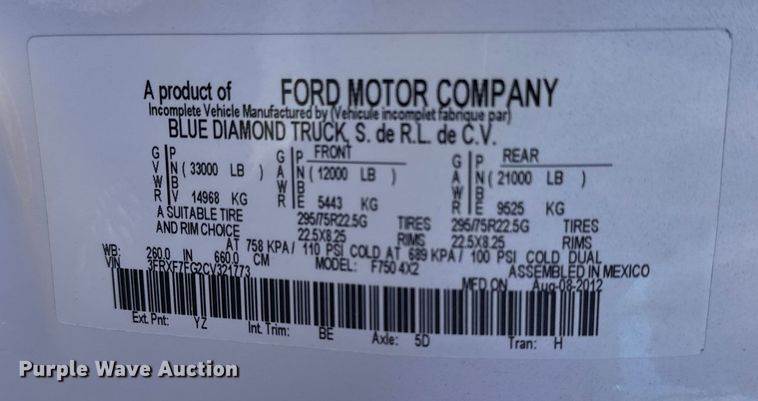 A product of FORD MOTOR COMPANY
Incomplete Vehicle Manufactured by (Vehicule incomplet fabrique par)
BLUE DIAMOND TRUCK, S. de R.L. de C.V.
G P FRONT G P REAR
V N ( 33000 LB ) A N ( 12000 LB ) A N ( 21000 LB )
W B W B W B
R V 14968 KG R E 5443 KG R E 9525 KG
A SUITABLE TIRE 295/75R22.5G TIRES 295/75R22.5G TIRES
AND RIM CHOICE 22.5X8.25 RIMS 22.5X8.25 RIMS
AT 758 KPA/ 110 PSI COLD AT 689 KPA/ 100 PSI COLD DUAL
WB: 260.0 IN 660.0 CM MODEL: F750 4X2 ASSEMBLED IN MEXICO
VIN 3FRXF7FG2CV321773 MFD ON Aug-08-2012
Ext. Pnt: YZ Int. Trim: BE Axle: 5D Tran: H
Purple Wave Auction